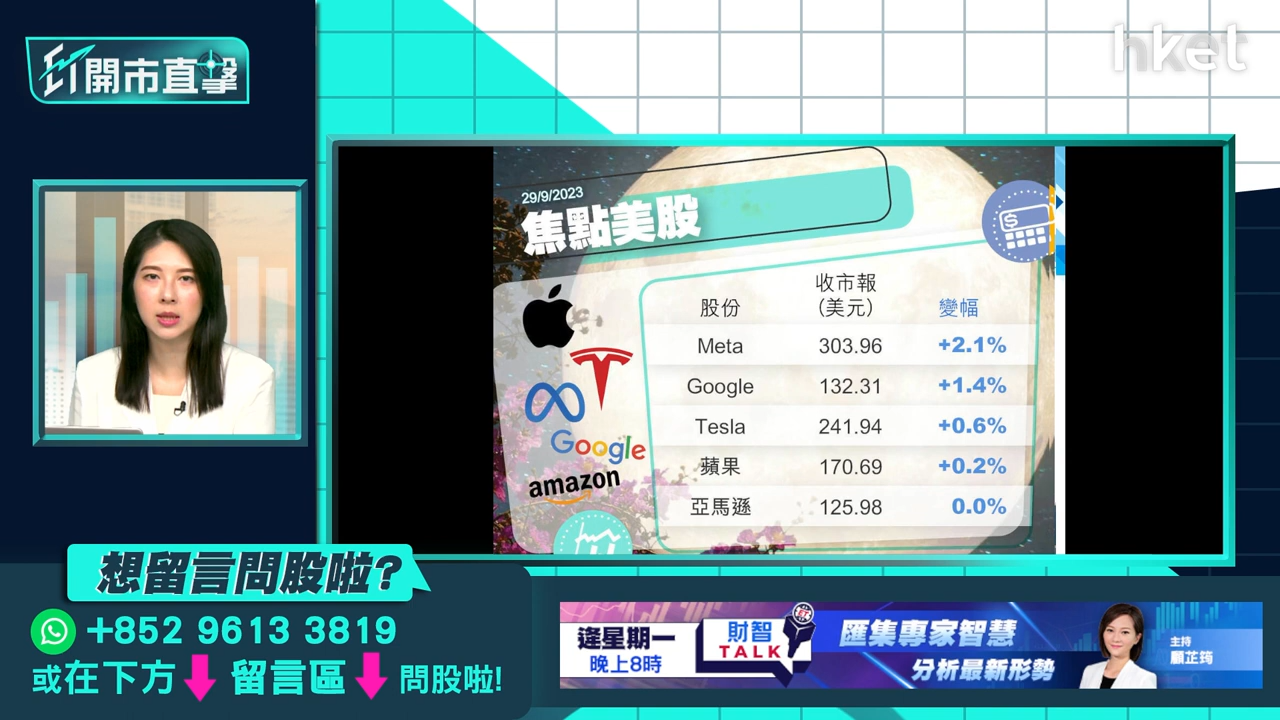 ET開市直擊
hket
29/9/2023
焦點美股
股份
收市報
(美元)
變幅
Meta 303.96 +2.1%
Google 132.31 +1.4%
Tesla 241.94 +0.6%
蘋果 170.69 +0.2%
亞馬遜 125.98 0.0%
Google
amazon
$
想留言問股啦?
+852 9613 3819
或在下方 留言區 問股啦!
逢星期一
晚上8時
財智
TALK
匯集專家智慧
分析最新形勢
主持
顏芷筠